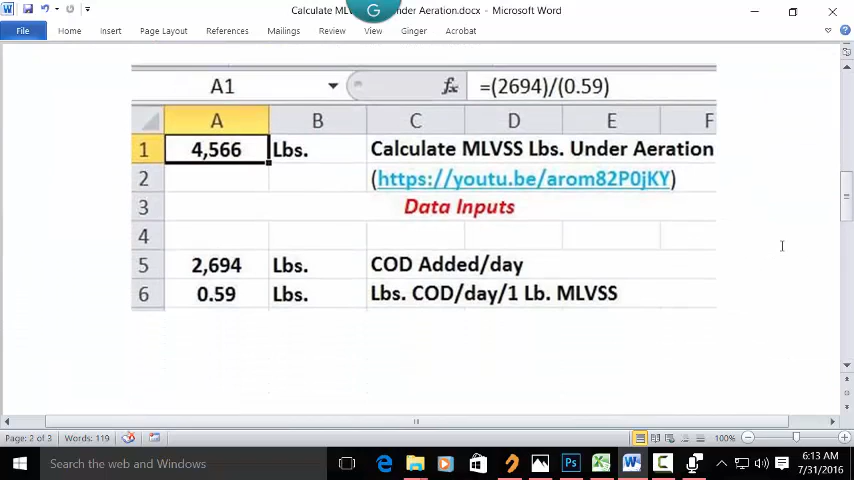 Calculate MLV
Under Aeration.docx - Microsoft Word
G
File Home Insert Page Layout References Mailings Review View Ginger Acrobat
A1 fx =(2694)/(0.59)
A B C D E F
1 4,566 Lbs. Calculate MLVSS Lbs. Under Aeration
2 (https://youtu.be/arom82P0jKY)
3 Data Inputs
4
5 2,694 Lbs. COD Added/day
6 0.59 Lbs. Lbs. COD/day/1 Lb. MLVSS
Page: 2 of 3 Words: 119 100%
Search the web and Windows
6:13 AM
7/31/2016